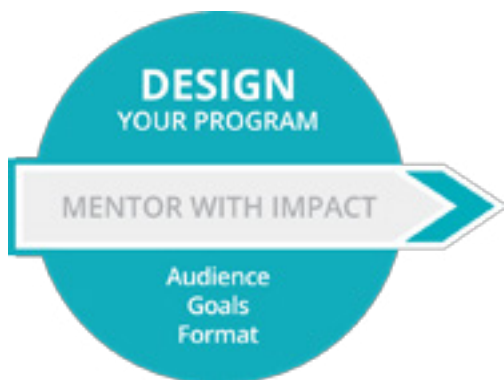 DESIGN
YOUR PROGRAM
MENTOR WITH IMPACT
Audience
Goals
Format